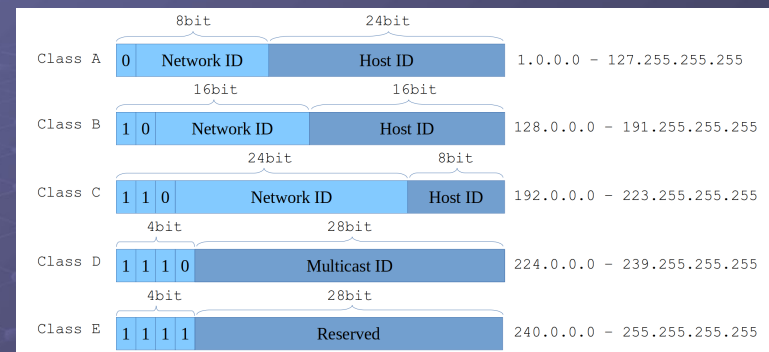 8bit 24bit
Class A 0 Network ID Host ID 1.0.0.0 – 127.255.255.255
16bit 16bit
Class B 1 0 Network ID Host ID 128.0.0.0 – 191.255.255.255
24bit 8bit
Class C 1 1 0 Network ID Host ID 192.0.0.0 – 223.255.255.255
4bit 28bit
Class D 1 1 1 0 Multicast ID 224.0.0.0 – 239.255.255.255
4bit 28bit
Class E 1 1 1 1 Reserved 240.0.0.0 – 255.255.255.255